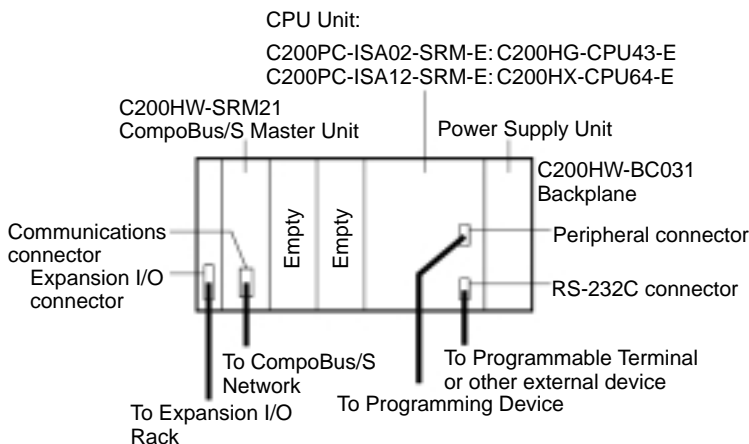 CPU Unit:
C200PC-ISA02-SRM-E: C200HG-CPU43-E
C200PC-ISA12-SRM-E: C200HX-CPU64-E
C200HW-SRM21
CompoBus/S Master Unit
Power Supply Unit
C200HW-BC031
Backplane
Empty
Empty
Communications
connector
Expansion I/O
connector
Peripheral connector
RS-232C connector
To CompoBus/S
Network
To Programmable Terminal
or other external device
To Programming Device
To Expansion I/O
Rack